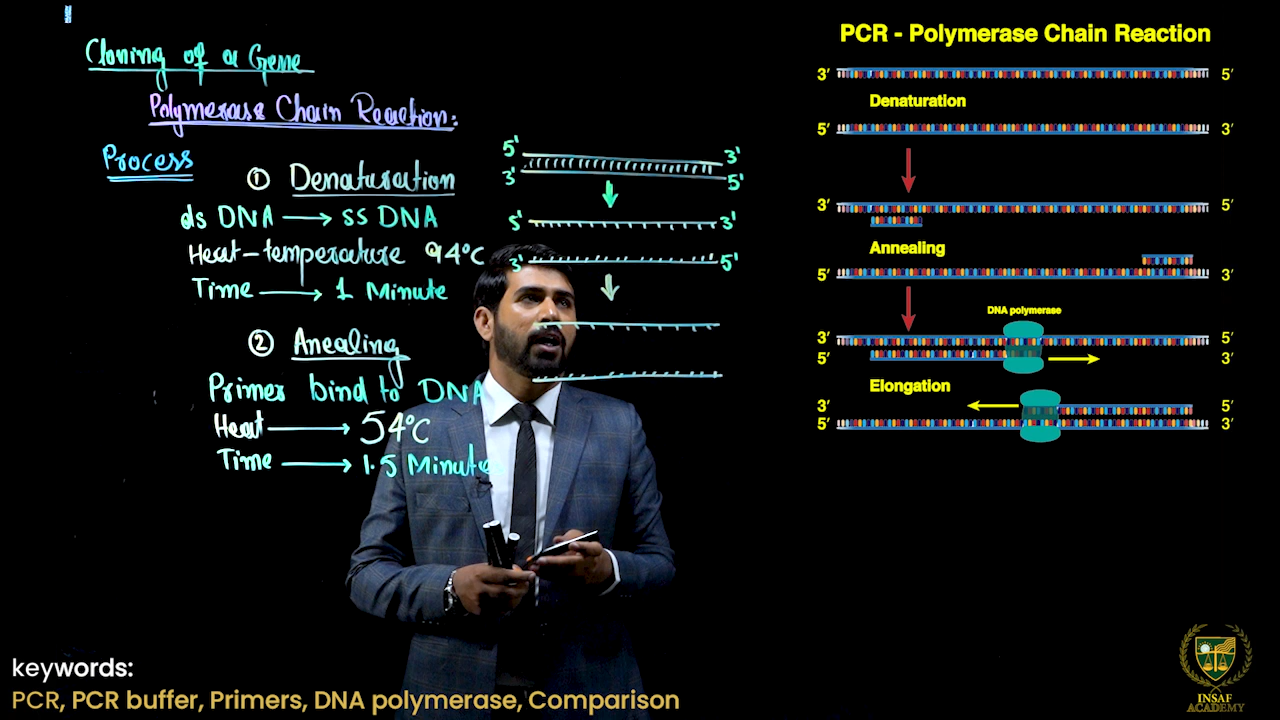 Cloning of a Gene
Polymerase Chain Reaction:
Process
① Denaturation
ds DNA → ss DNA
Heat-temperature 94°C
Time → 1 Minute
② Anealing
Primer bind to DNA
Heat → 54°C
Time → 1.5 Minute
5' 3'
3' 5'
5' 3'
3' 5'
PCR - Polymerase Chain Reaction
3' 5'
Denaturation
5' 3'
3' 5'
Annealing
5' 3'
DNA polymerase
3' 5'
5' 3'
Elongation
3' 5'
5' 3'
keywords:
PCR, PCR buffer, Primers, DNA polymerase, Comparison
INSAF
ACADEMY